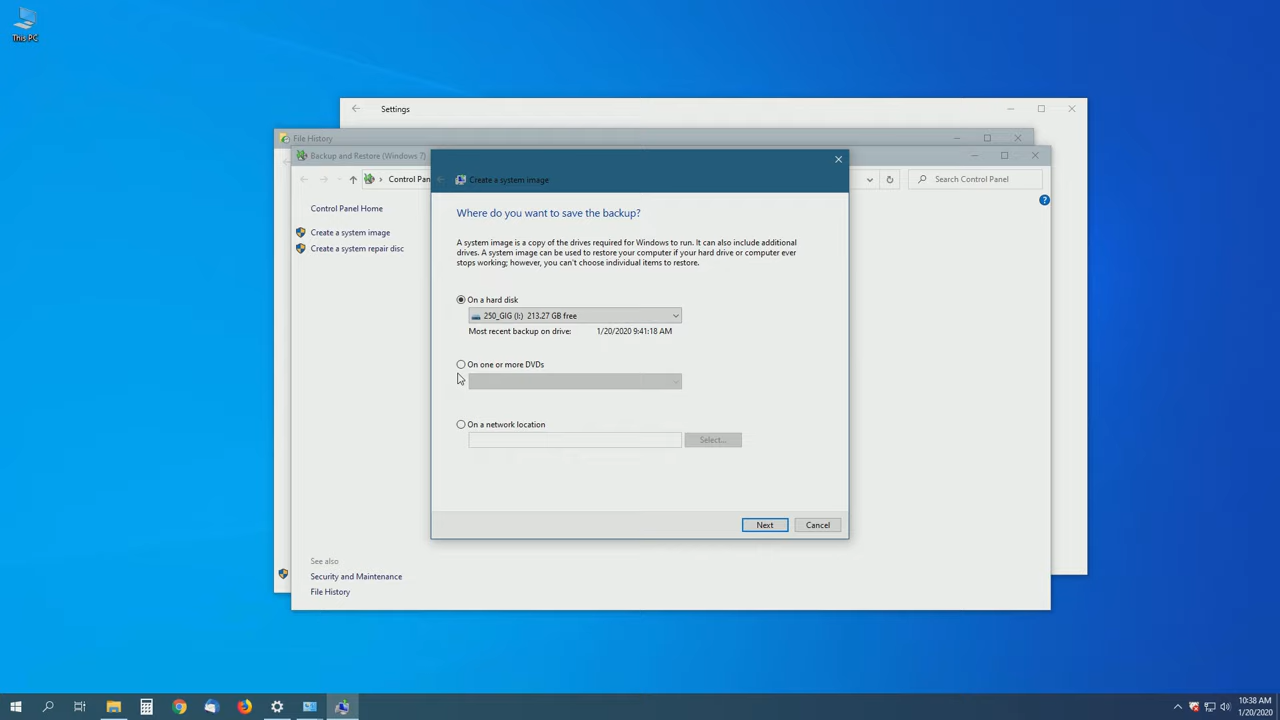 This PC
Settings
File History
Backup and Restore (Windows 7)
Control Pan
Search Control Panel
Create a system image
Control Panel Home
Create a system image
Create a system repair disc
Where do you want to save the backup?
A system image is a copy of the drives required for Windows to run. It can also include additional
drives. A system image can be used to restore your computer if your hard drive or computer ever
stops working; however, you can't choose individual items to restore.
On a hard disk
250_GIG (I:) 213.27 GB free
Most recent backup on drive: 1/20/2020 9:41:18 AM
On one or more DVDs
On a network location
Select...
Next
Cancel
See also
Security and Maintenance
File History
10:38 AM
1/20/2020